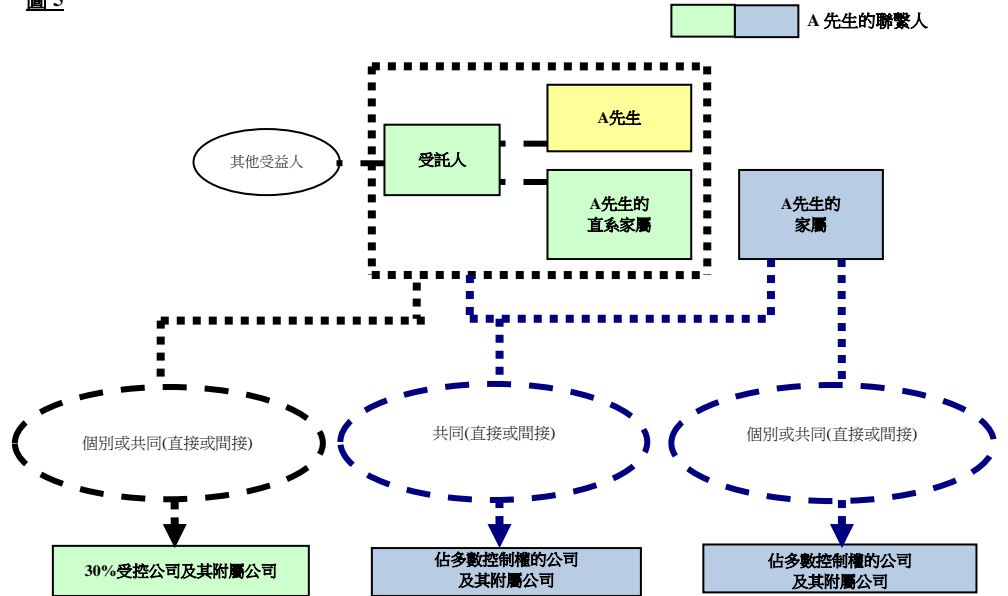 圖 5
A 先生的聯繫人
A先生
其他受益人
受託人
A先生的
直系家屬
A先生的
家屬
個別或共同(直接或間接)
共同(直接或間接)
個別或共同(直接或間接)
30%受控公司及其附屬公司
佔多數控制權的公司
及其附屬公司
佔多數控制權的公司
及其附屬公司